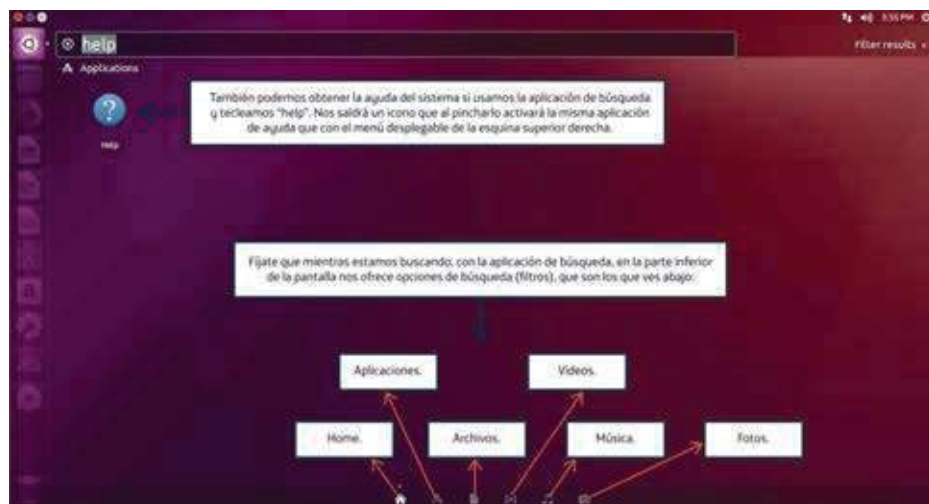 3:35 PM
help
Filter results
Applications
Help
También podemos obtener la ayuda del sistema si usamos la aplicación de búsqueda
y tecleamos "help". Nos saldrá un icono que al pincharlo activará la misma aplicación
de ayuda que con el menú desplegable de la esquina superior derecha.
Fíjate que mientras estamos buscando, con la aplicación de búsqueda, en la parte inferior
de la pantalla nos ofrece opciones de búsqueda (filtros), que son los que ves abajo:
Aplicaciones.
Vídeos.
Home.
Archivos.
Música.
Fotos.